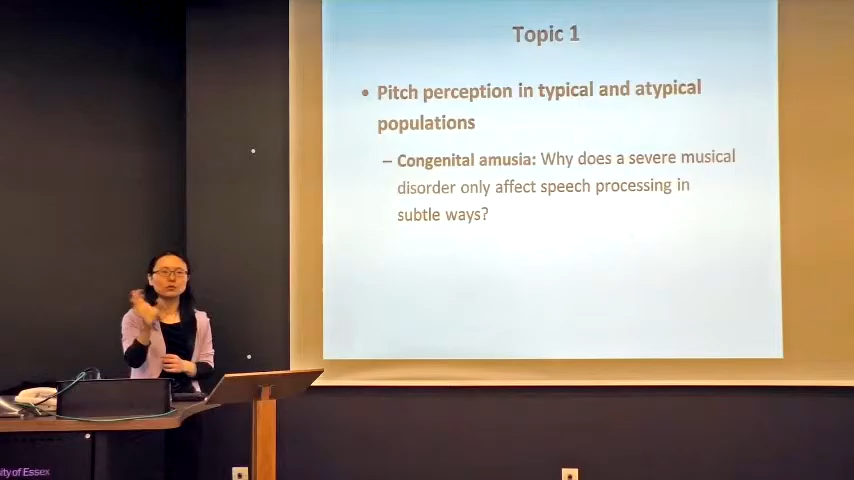 Topic 1
• Pitch perception in typical and atypical
populations
– Congenital amusia: Why does a severe musical
disorder only affect speech processing in
subtle ways?
ity of Essex